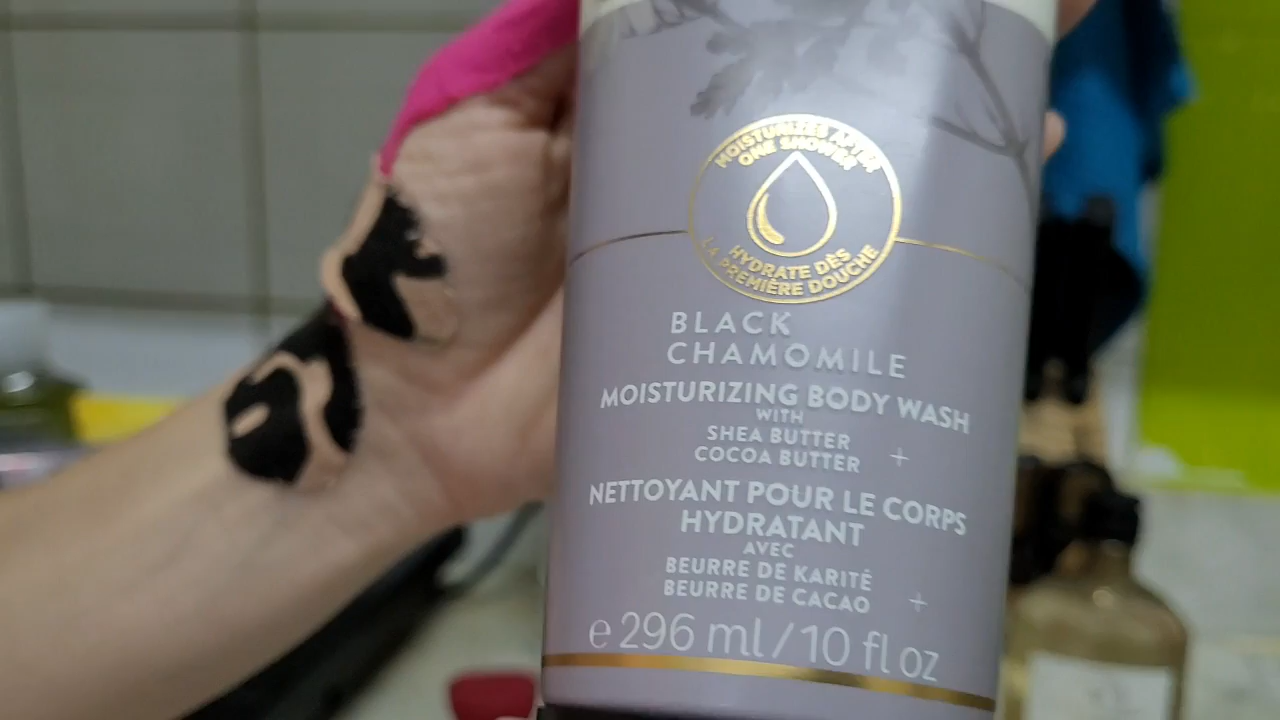 MOISTURIZES AFTER
ONE SHOWER
HYDRATE DÈS
LA PREMIÈRE DOUCHE
BLACK
CHAMOMILE
MOISTURIZING BODY WASH
WITH
SHEA BUTTER
COCOA BUTTER +
NETTOYANT POUR LE CORPS
HYDRATANT
AVEC
BEURRE DE KARITÉ
BEURRE DE CACAO +
e 296 ml / 10 fl oz